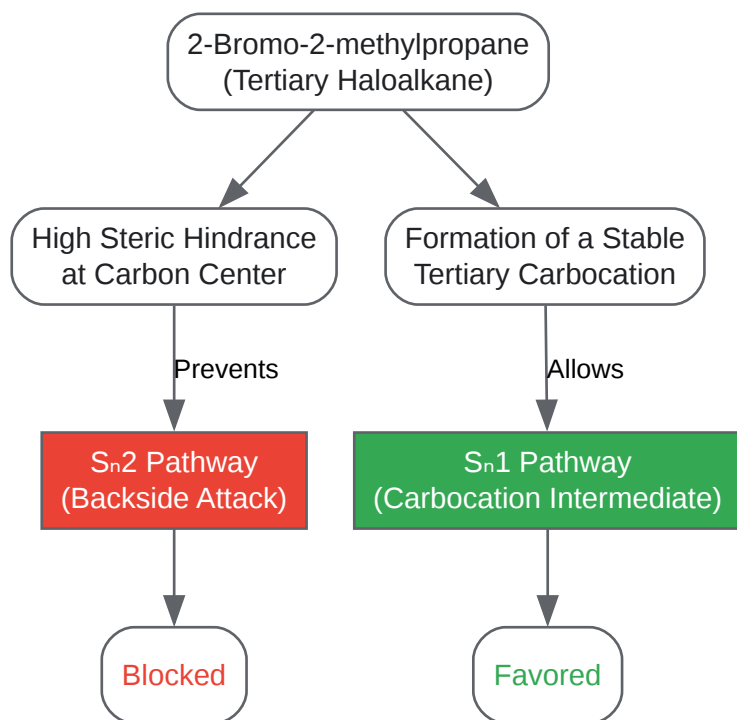 2-Bromo-2-methylpropane
(Tertiary Haloalkane)
High Steric Hindrance
at Carbon Center
Formation of a Stable
Tertiary Carbocation
Prevents
Allows
Sₙ2 Pathway
(Backside Attack)
Sₙ1 Pathway
(Carbocation Intermediate)
Blocked
Favored